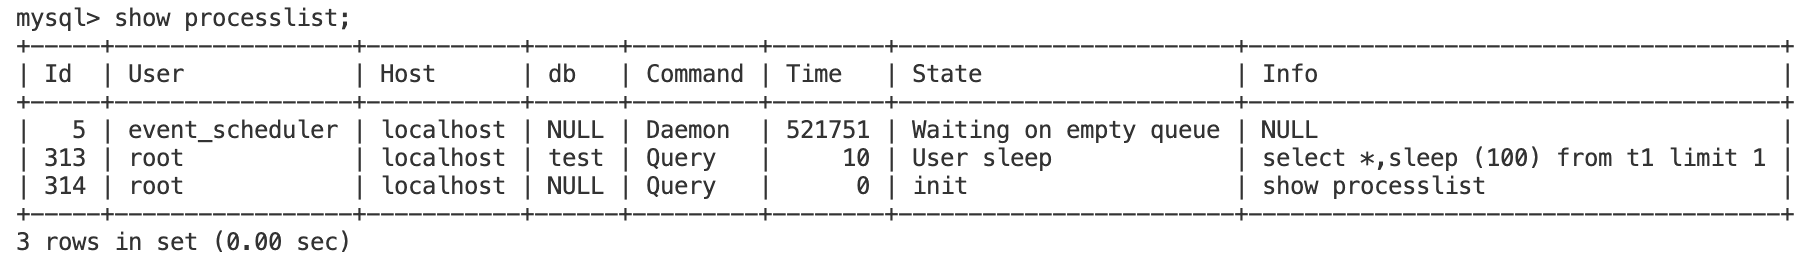 mysql> show processlist;
+-----+-----------------+-----------+------+---------+--------+------------------------+--------------------------------------+
| Id  | User            | Host      | db   | Command | Time   | State                  | Info                                 |
+-----+-----------------+-----------+------+---------+--------+------------------------+--------------------------------------+
|   5 | event_scheduler | localhost | NULL | Daemon  | 521751 | Waiting on empty queue | NULL                                 |
| 313 | root            | localhost | test | Query   |     10 | User sleep             | select *,sleep (100) from t1 limit 1 |
| 314 | root            | localhost | NULL | Query   |      0 | init                   | show processlist                     |
+-----+-----------------+-----------+------+---------+--------+------------------------+--------------------------------------+
3 rows in set (0.00 sec)